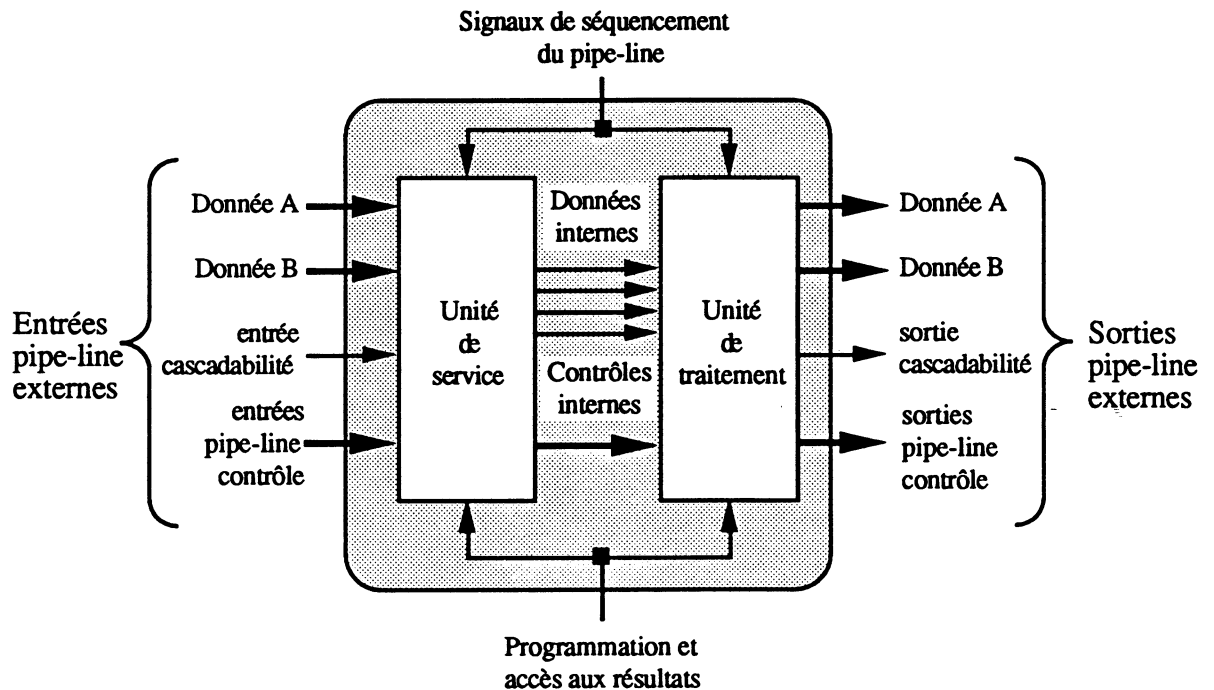 Signaux de séquencement
du pipe-line
Entrées
pipe-line
externes
Donnée A
Donnée B
entrée
cascadabilité
entrées
pipe-line
contrôle
Unité
de
service
Données
internes
Contrôles
internes
Unité
de
traitement
Donnée A
Donnée B
sortie
cascadabilité
sorties
pipe-line
contrôle
Sorties
pipe-line
externes
Programmation et
accès aux résultats